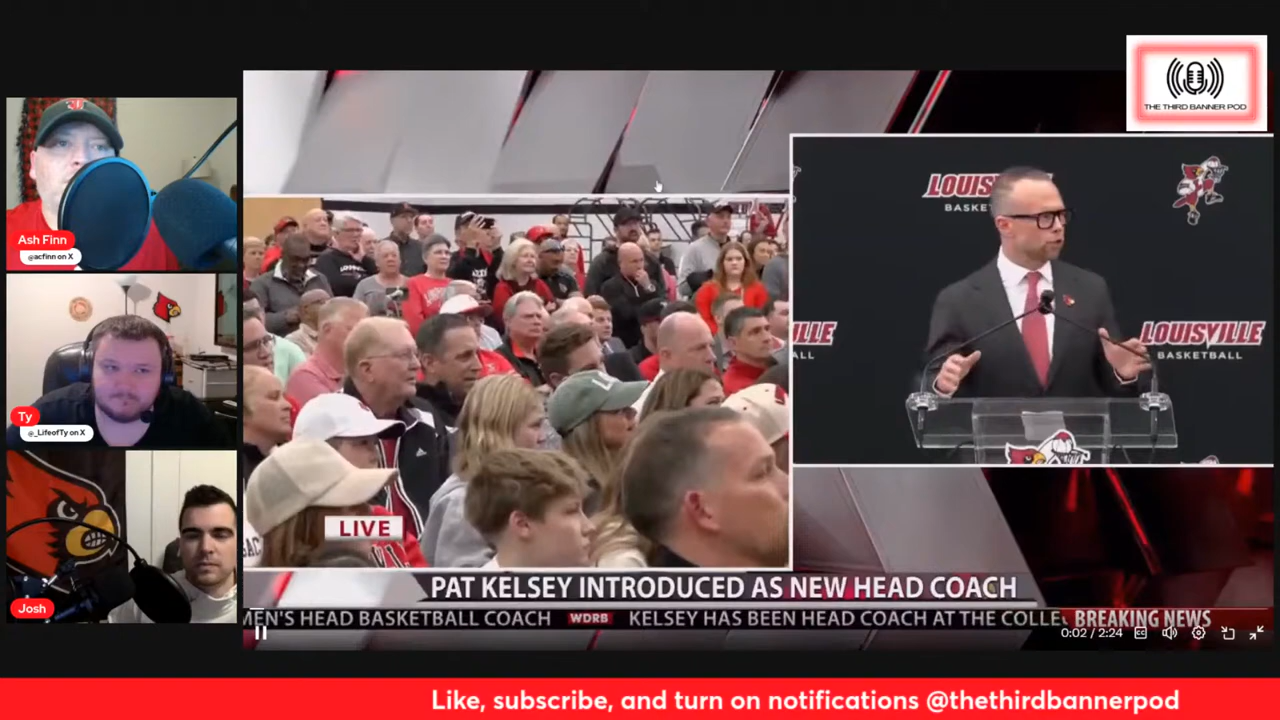 THE THIRD BANNER POD
Ash Finn
@acfinn on X
Ty
@_LifeofTy on X
Josh
LOUISVILLE
BASKETBALL
LIVE
PAT KELSEY INTRODUCED AS NEW HEAD COACH
MEN'S HEAD BASKETBALL COACH WDRB KELSEY HAS BEEN HEAD COACH AT THE COLLE
BREAKING NEWS
0:02 / 2:24
Like, subscribe, and turn on notifications @thethirdbannerpod